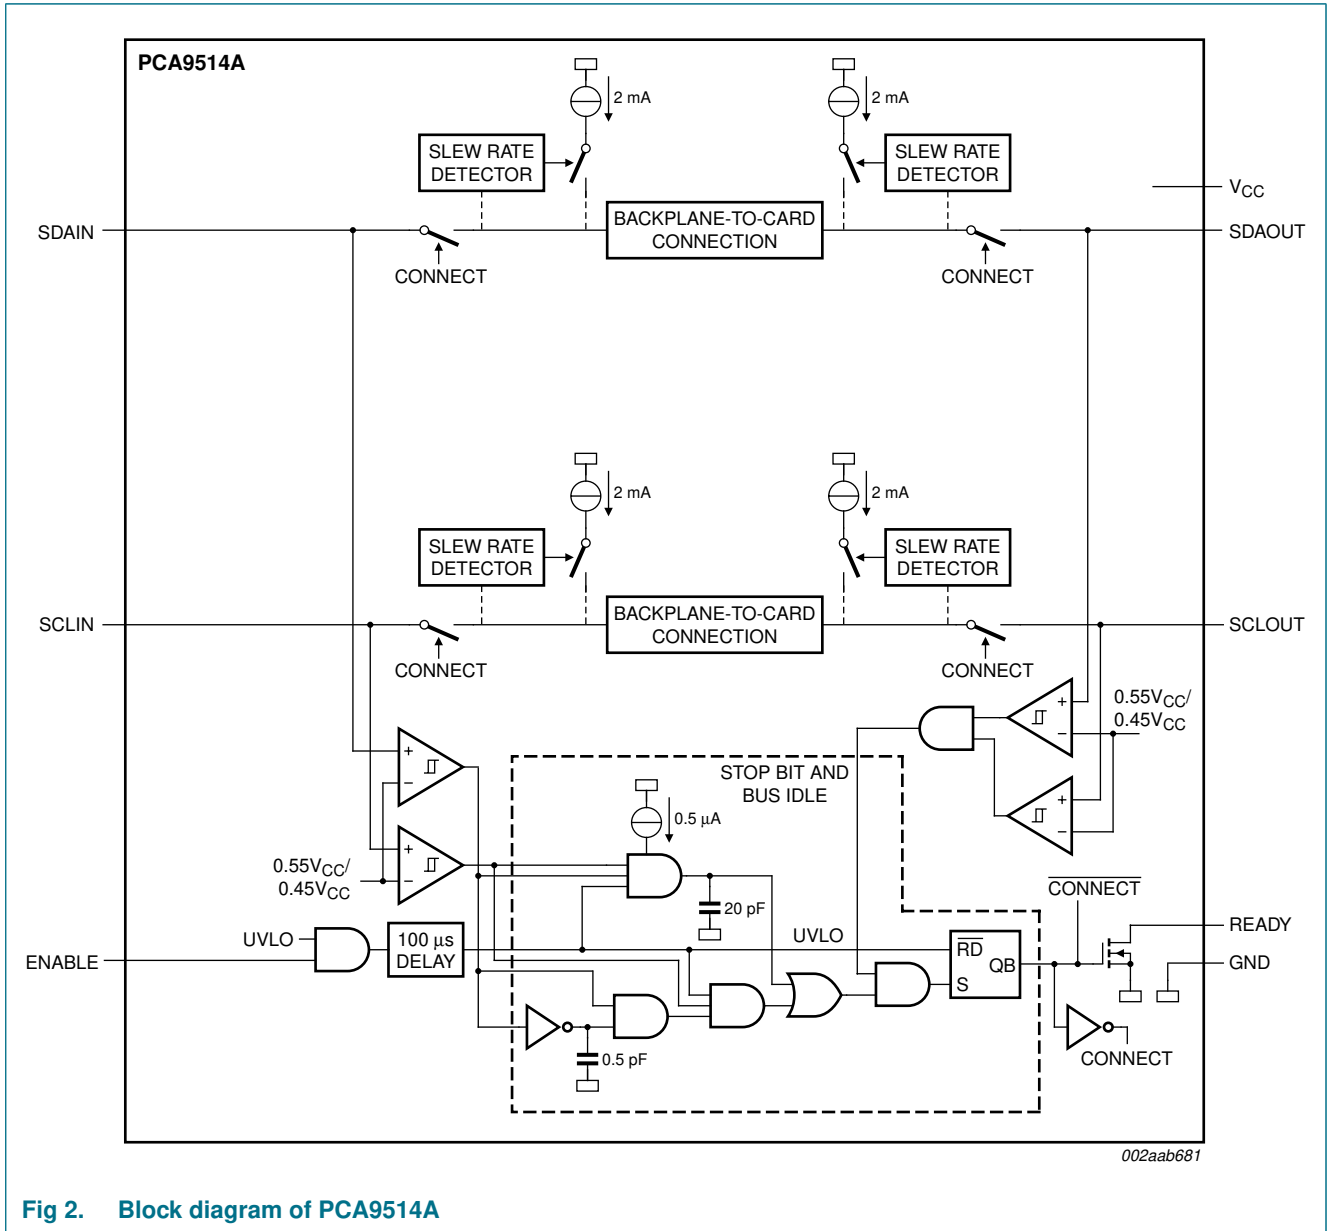 PCA9514A
2 mA
2 mA
SLEW RATE
DETECTOR
SLEW RATE
DETECTOR
VCC
SDAIN
BACKPLANE-TO-CARD
CONNECTION
SDAOUT
CONNECT
CONNECT
2 mA
2 mA
SLEW RATE
DETECTOR
SLEW RATE
DETECTOR
SCLIN
BACKPLANE-TO-CARD
CONNECTION
SCLOUT
CONNECT
CONNECT
0.55VCC/
0.45VCC
+
−
+
−
STOP BIT AND
BUS IDLE
0.5 μA
+
−
+
−
0.55VCC/
0.45VCC
20 pF
CONNECT
UVLO
100 μs
DELAY
UVLO
RD
QB
S
READY
ENABLE
GND
0.5 pF
CONNECT
002aab681
Fig 2. Block diagram of PCA9514A